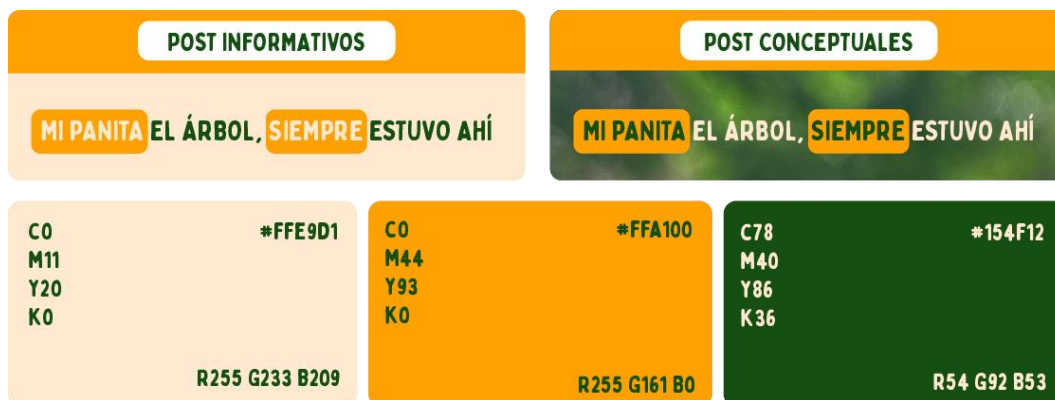 POST INFORMATIVOS
MI PANITA EL ÁRBOL, SIEMPRE ESTUVO AHÍ
POST CONCEPTUALES
MI PANITA EL ÁRBOL, SIEMPRE ESTUVO AHÍ
C0
#FFE9D1
M11
Y20
K0
R255 G233 B209
C0
#FFA100
M44
Y93
K0
R255 G161 B0
C78
#154F12
M40
Y86
K36
R54 G92 B53